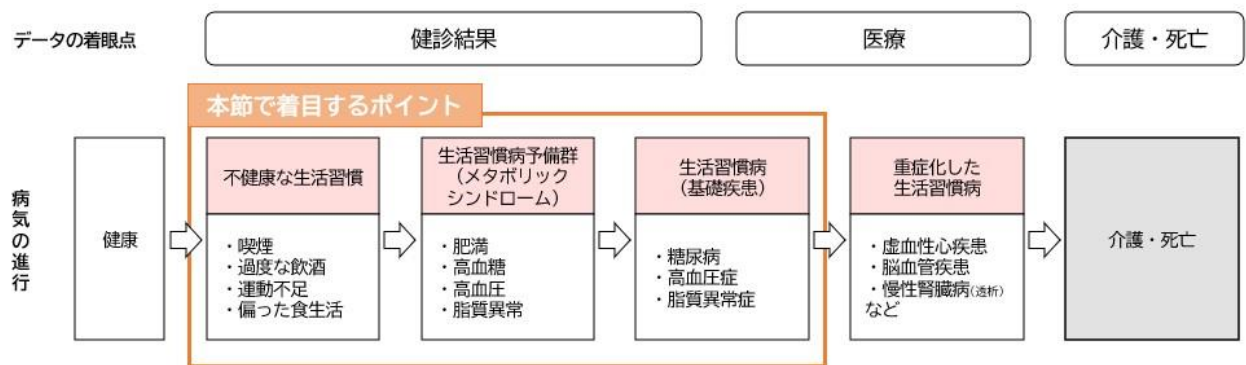 データの着眼点
健診結果
医療
介護・死亡
本節で着目するポイント
病気の進行
健康
不健康な生活習慣
・喫煙
・過度な飲酒
・運動不足
・偏った食生活
生活習慣病予備群
（メタボリック
シンドローム）
・肥満
・高血糖
・高血圧
・脂質異常
生活習慣病
（基礎疾患）
・糖尿病
・高血圧症
・脂質異常症
重症化した
生活習慣病
・虚血性心疾患
・脳血管疾患
・慢性腎臓病(透析)
など
介護・死亡